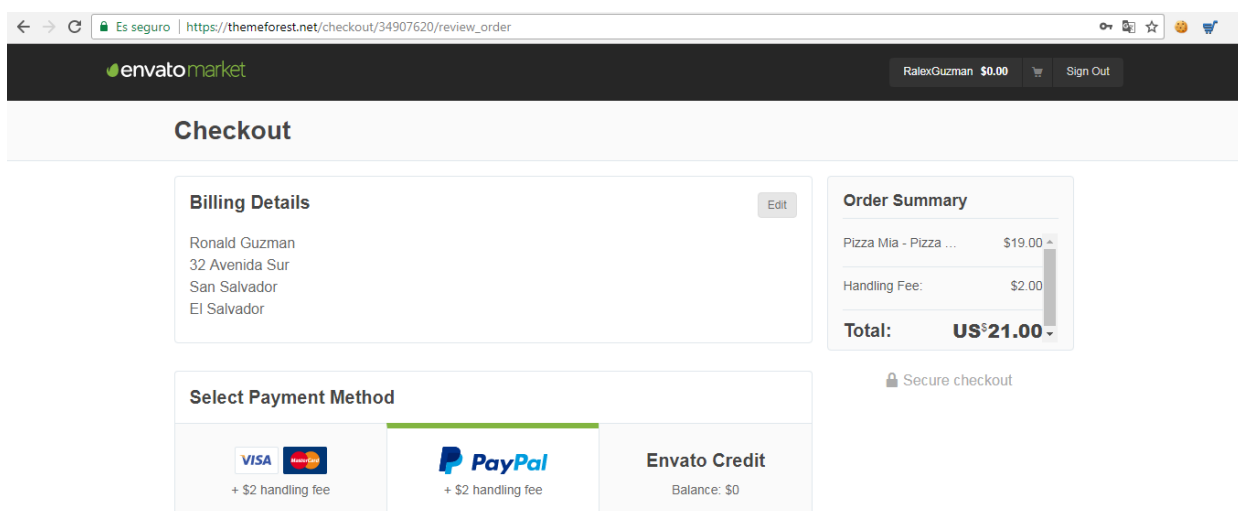 Es seguro | https://themeforest.net/checkout/34907620/review_order
envatomarket
RalexGuzman $0.00 Sign Out
Checkout
Billing Details
Edit
Ronald Guzman
32 Avenida Sur
San Salvador
El Salvador
Order Summary
Pizza Mia - Pizza ... $19.00
Handling Fee: $2.00
Total: US$21.00
Secure checkout
Select Payment Method
VISA MasterCard
+ $2 handling fee
PayPal
+ $2 handling fee
Envato Credit
Balance: $0